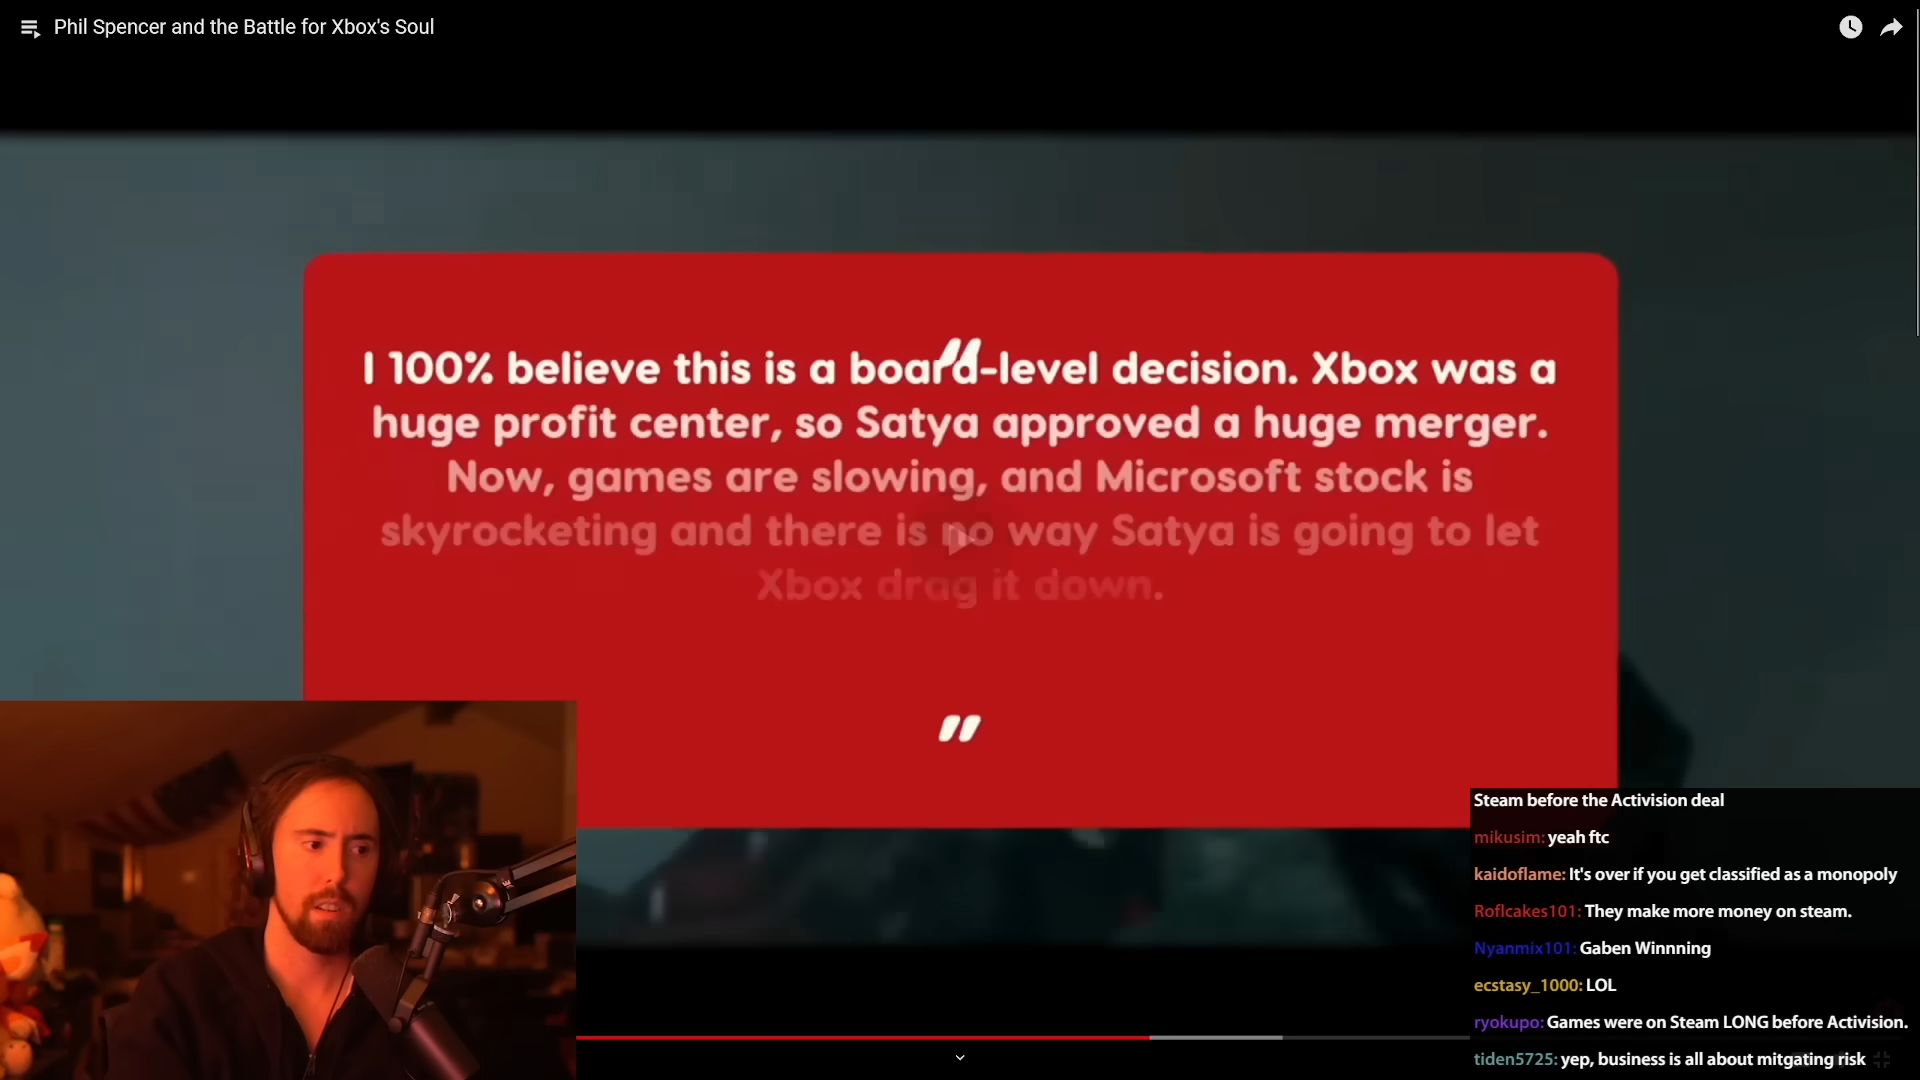 Phil Spencer and the Battle for Xbox's Soul
"
I 100% believe this is a board-level decision. Xbox was a
huge profit center, so Satya approved a huge merger.
Now, games are slowing, and Microsoft stock is
skyrocketing and there is no way Satya is going to let
Xbox drag it down.
"
Steam before the Activision deal
mikusim: yeah ftc
kaidoflame: It's over if you get classified as a monopoly
Roflcakes101: They make more money on steam.
Nyanmix101: Gaben Winnning
ecstasy_1000: LOL
ryokupo: Games were on Steam LONG before Activision.
tiden5725: yep, business is all about mitgating risk